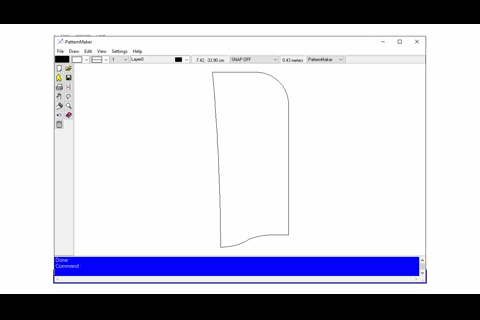 PatternMaker
File Draw Edit View Settings Help
1 Layer0 7.42, -33.90 cm SNAP OFF 0.43 meters PatternMaker
Done
Command